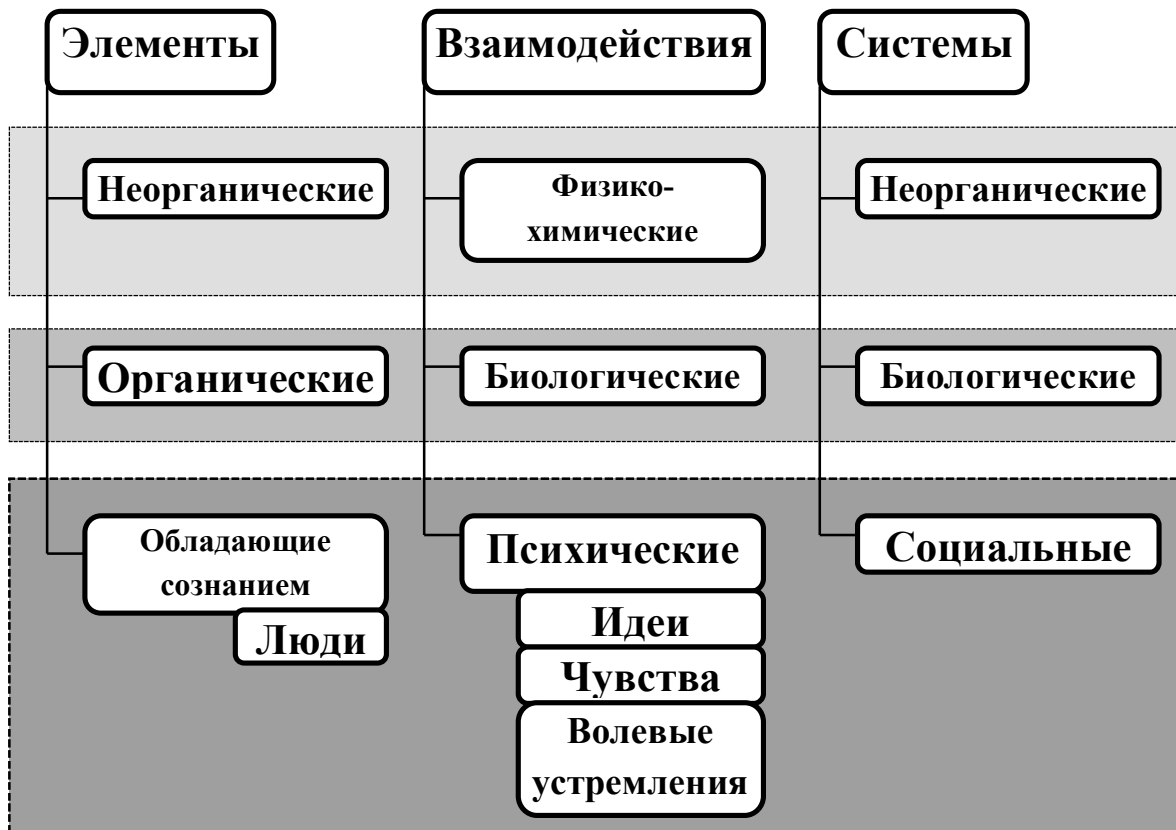 Элементы
Взаимодействия
Системы
Неорганические
Физико-
химические
Неорганические
Органические
Биологические
Биологические
Обладающие
сознанием
Люди
Психические
Идеи
Чувства
Волевые
устремления
Социальные